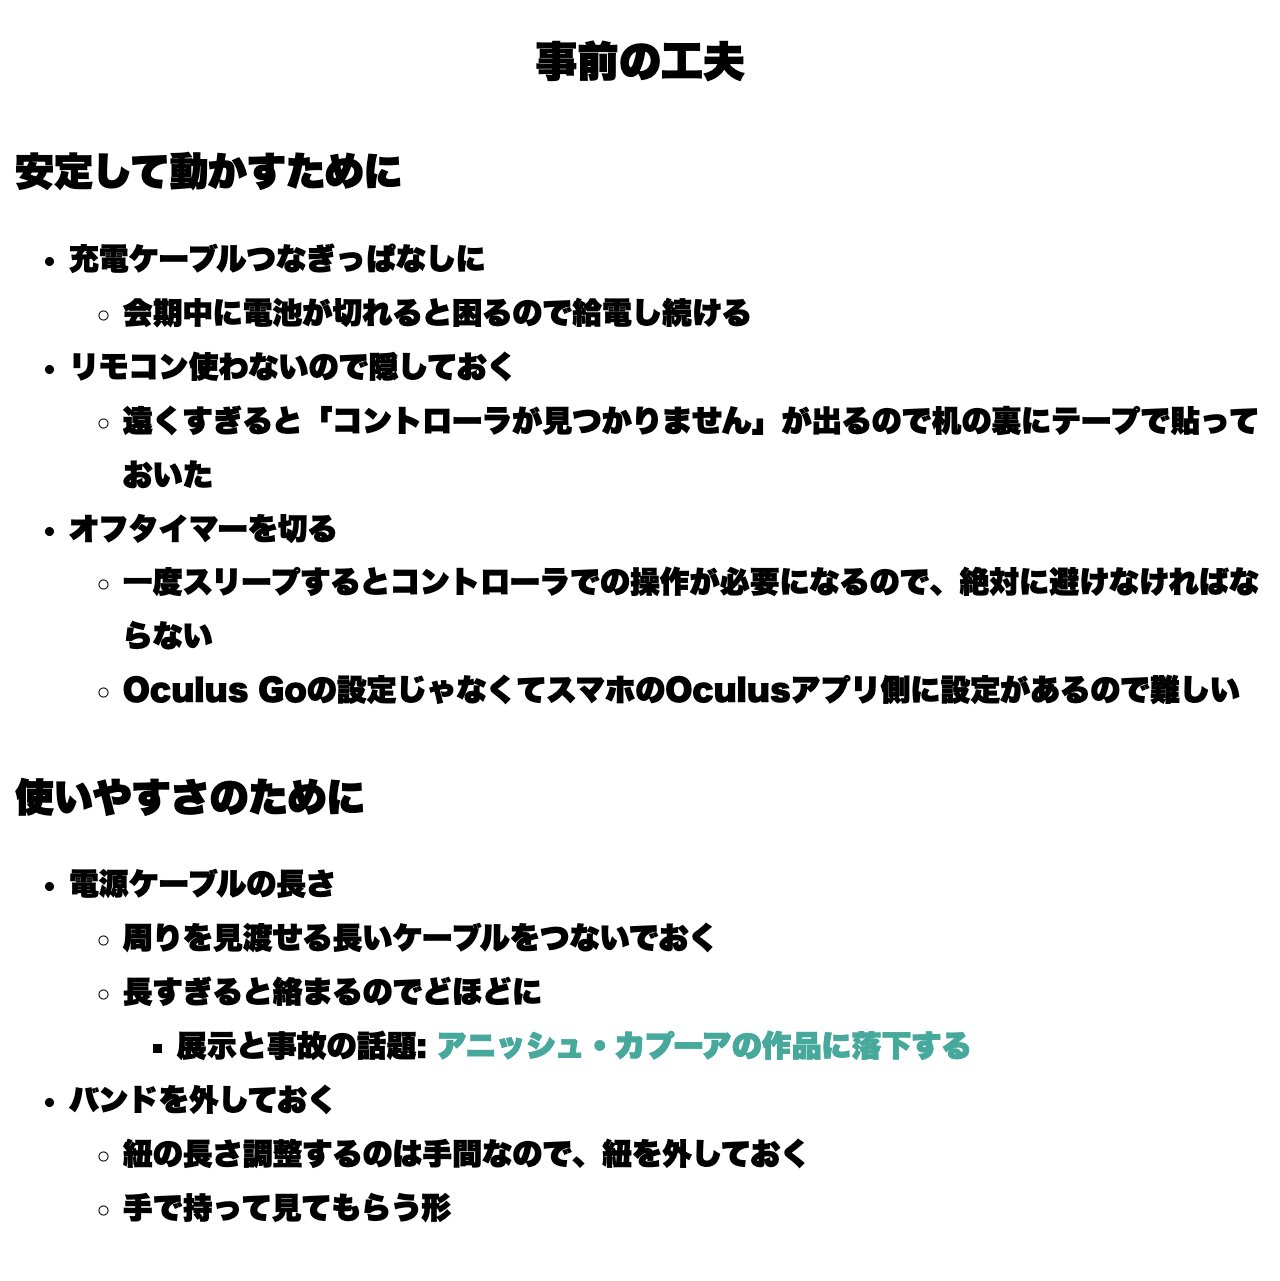 事前の工夫
安定して動かすために
充電ケーブルつなぎっぱなしに
会期中に電池が切れると困るので給電し続ける
リモコン使わないので隠しておく
遠くすぎると「コントローラが見つかりません」が出るので机の裏にテープで貼って
おいた
オフタイマーを切る
一度スリープするとコントローラでの操作が必要になるので、絶対に避けなければな
らない
Oculus Goの設定じゃなくてスマホのOculusアプリ側に設定があるので難しい
使いやすさのために
電源ケーブルの長さ
周りを見渡せる長いケーブルをつないでおく
長すぎると絡まるのでどほどに
展示と事故の話題: アニッシュ・カプーアの作品に落下する
バンドを外しておく
紐の長さ調整するのは手間なので、紐を外しておく
手で持って見てもらう形